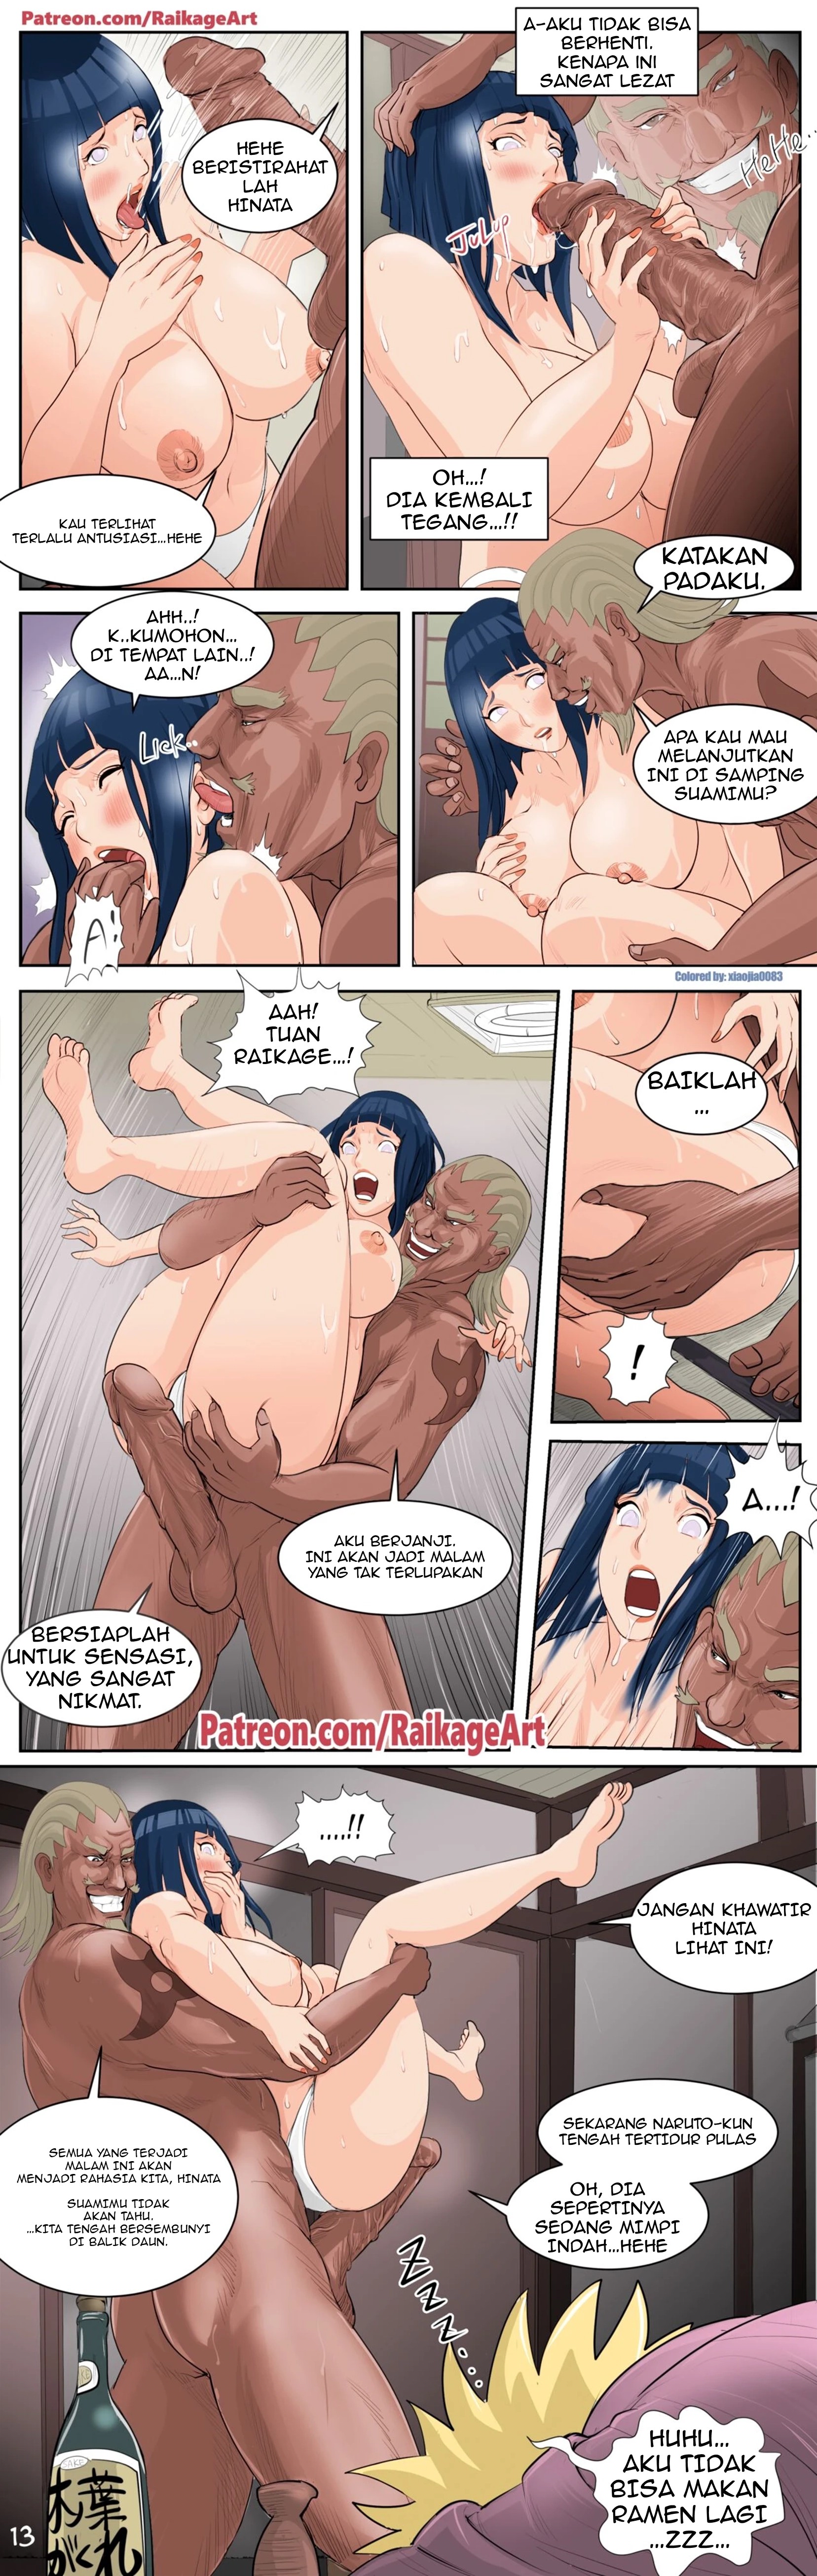 Patreon.com/RaikageArt
HEHE
BERISTIRAHAT
LAH
HINATA
KAU TERLIHAT
TERLALU ANTUSIASI...HEHE
A-AKU TIDAK BISA
BERHENTI.
KENAPA INI
SANGAT LEZAT
HeHe..
JuLup
OH...!
DIA KEMBALI
TEGANG...!!
AHH..!
K..KUMOHON...
DI TEMPAT LAIN..!
AA...N!
Lick..
A!
KATAKAN
PADAKU.
APA KAU MAU
MELANJUTKAN
INI DI SAMPING
SUAMIMU?
Colored by: xiaojia0083
AAH!
TUAN
RAIKAGE...!
BAIKLAH
...
!
AKU BERJANJI.
INI AKAN JADI MALAM
YANG TAK TERLUPAKAN
BERSIAPLAH
UNTUK SENSASI,
YANG SANGAT
NIKMAT.
A...!
Patreon.com/RaikageArt
.....!!
JANGAN KHAWATIR
HINATA
LIHAT INI!
SEMUA YANG TERJADI
MALAM INI AKAN
MENJADI RAHASIA KITA, HINATA
SUAMIMU TIDAK
AKAN TAHU.
...KITA TENGAH BERSEMBUNYI
DI BALIK DAUN.
SEKARANG NARUTO-KUN
TENGAH TERTIDUR PULAS
OH, DIA
SEPERTINYA
SEDANG MIMPI
INDAH...HEHE
Zzz...
HUHU...
AKU TIDAK
BISA MAKAN
RAMEN LAGI
...ZZZ...
SAKE
木葉
がくれ
13